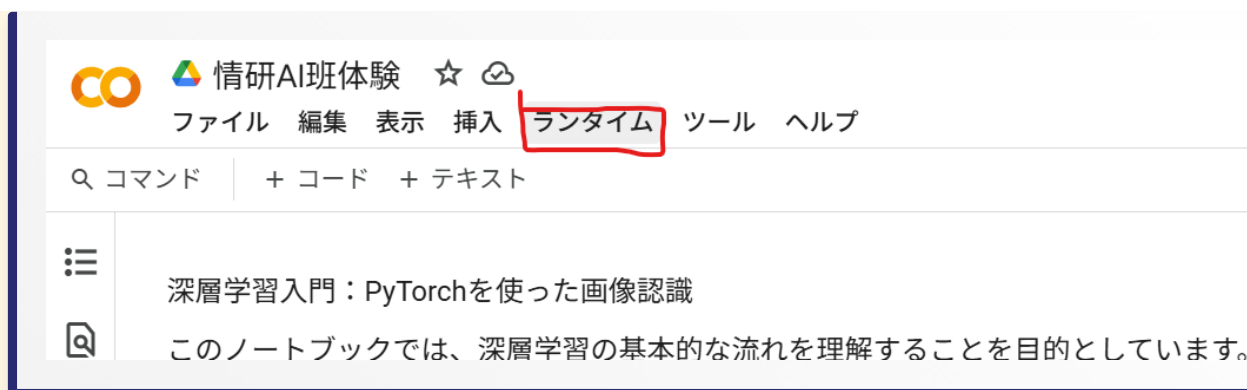 情研AI班体験
ファイル 編集 表示 挿入 ランタイム ツール ヘルプ
コマンド + コード + テキスト
深層学習入門：PyTorchを使った画像認識
このノートブックでは、深層学習の基本的な流れを理解することを目的としています。